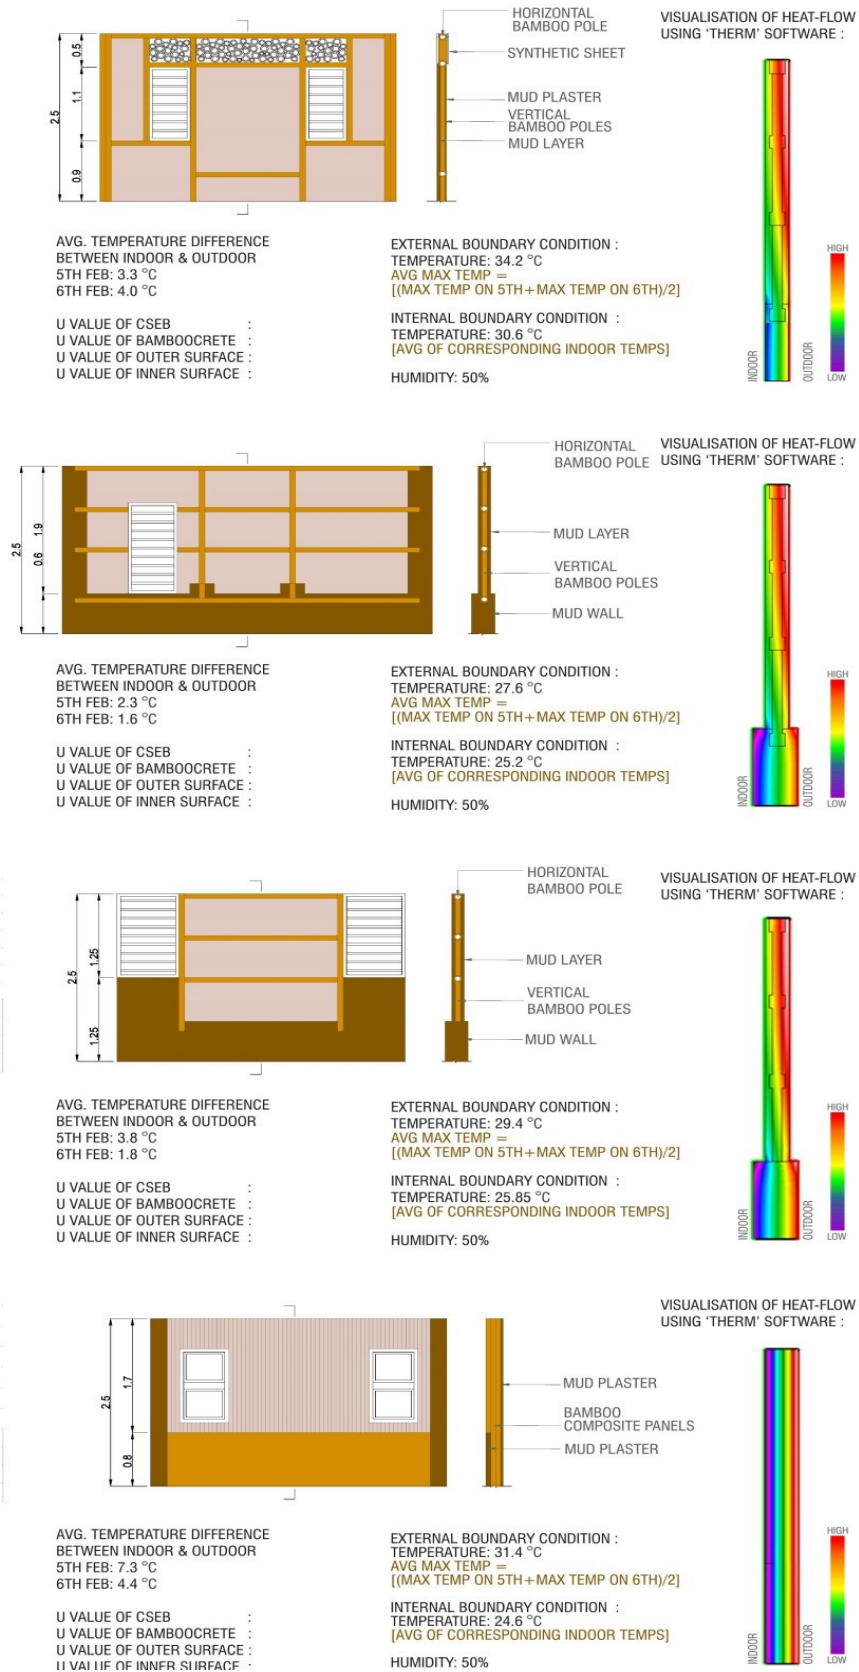 HORIZONTAL
BAMBOO POLE
SYNTHETIC SHEET
MUD PLASTER
VERTICAL
BAMBOO POLES
MUD LAYER
VISUALISATION OF HEAT-FLOW
USING 'THERM' SOFTWARE :
0.5
1.1
2.5
0.9
HIGH
LOW
INDOOR
OUTDOOR
AVG. TEMPERATURE DIFFERENCE
BETWEEN INDOOR & OUTDOOR
5TH FEB: 3.3 °C
6TH FEB: 4.0 °C
U VALUE OF CSEB :
U VALUE OF BAMBOOCRETE :
U VALUE OF OUTER SURFACE :
U VALUE OF INNER SURFACE :
EXTERNAL BOUNDARY CONDITION :
TEMPERATURE: 34.2 °C
AVG MAX TEMP =
[(MAX TEMP ON 5TH+MAX TEMP ON 6TH)/2]
INTERNAL BOUNDARY CONDITION :
TEMPERATURE: 30.6 °C
[AVG OF CORRESPONDING INDOOR TEMPS]
HUMIDITY: 50%
HORIZONTAL
BAMBOO POLE
MUD LAYER
VERTICAL
BAMBOO POLES
MUD WALL
VISUALISATION OF HEAT-FLOW
USING 'THERM' SOFTWARE :
2.5
1.9
0.6
HIGH
LOW
INDOOR
OUTDOOR
AVG. TEMPERATURE DIFFERENCE
BETWEEN INDOOR & OUTDOOR
5TH FEB: 2.3 °C
6TH FEB: 1.6 °C
U VALUE OF CSEB :
U VALUE OF BAMBOOCRETE :
U VALUE OF OUTER SURFACE :
U VALUE OF INNER SURFACE :
EXTERNAL BOUNDARY CONDITION :
TEMPERATURE: 27.6 °C
AVG MAX TEMP =
[(MAX TEMP ON 5TH+MAX TEMP ON 6TH)/2]
INTERNAL BOUNDARY CONDITION :
TEMPERATURE: 25.2 °C
[AVG OF CORRESPONDING INDOOR TEMPS]
HUMIDITY: 50%
HORIZONTAL
BAMBOO POLE
MUD LAYER
VERTICAL
BAMBOO POLES
MUD WALL
VISUALISATION OF HEAT-FLOW
USING 'THERM' SOFTWARE :
2.5
1.25
1.25
HIGH
LOW
INDOOR
OUTDOOR
AVG. TEMPERATURE DIFFERENCE
BETWEEN INDOOR & OUTDOOR
5TH FEB: 3.8 °C
6TH FEB: 1.8 °C
U VALUE OF CSEB :
U VALUE OF BAMBOOCRETE :
U VALUE OF OUTER SURFACE :
U VALUE OF INNER SURFACE :
EXTERNAL BOUNDARY CONDITION :
TEMPERATURE: 29.4 °C
AVG MAX TEMP =
[(MAX TEMP ON 5TH+MAX TEMP ON 6TH)/2]
INTERNAL BOUNDARY CONDITION :
TEMPERATURE: 25.85 °C
[AVG OF CORRESPONDING INDOOR TEMPS]
HUMIDITY: 50%
MUD PLASTER
BAMBOO
COMPOSITE PANELS
MUD PLASTER
VISUALISATION OF HEAT-FLOW
USING 'THERM' SOFTWARE :
2.5
1.7
0.8
HIGH
LOW
INDOOR
OUTDOOR
AVG. TEMPERATURE DIFFERENCE
BETWEEN INDOOR & OUTDOOR
5TH FEB: 7.3 °C
6TH FEB: 4.4 °C
U VALUE OF CSEB :
U VALUE OF BAMBOOCRETE :
U VALUE OF OUTER SURFACE :
U VALUE OF INNER SURFACE :
EXTERNAL BOUNDARY CONDITION :
TEMPERATURE: 31.4 °C
AVG MAX TEMP =
[(MAX TEMP ON 5TH+MAX TEMP ON 6TH)/2]
INTERNAL BOUNDARY CONDITION :
TEMPERATURE: 24.6 °C
[AVG OF CORRESPONDING INDOOR TEMPS]
HUMIDITY: 50%